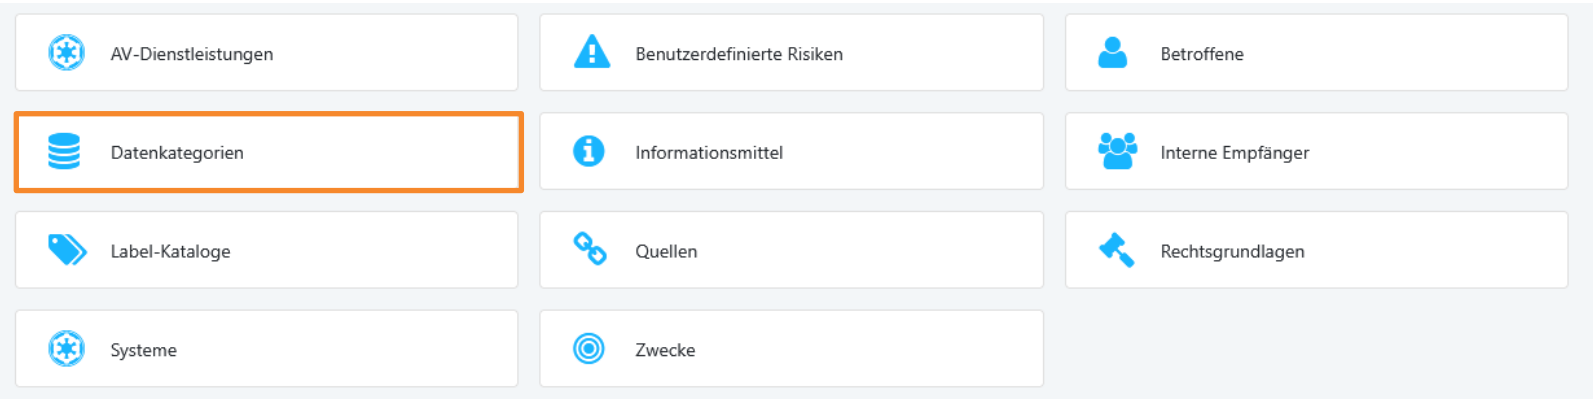 AV-Dienstleistungen
Benutzerdefinierte Risiken
Betroffene
Datenkategorien
Informationsmittel
Interne Empfänger
Label-Kataloge
Quellen
Rechtsgrundlagen
Systeme
Zwecke